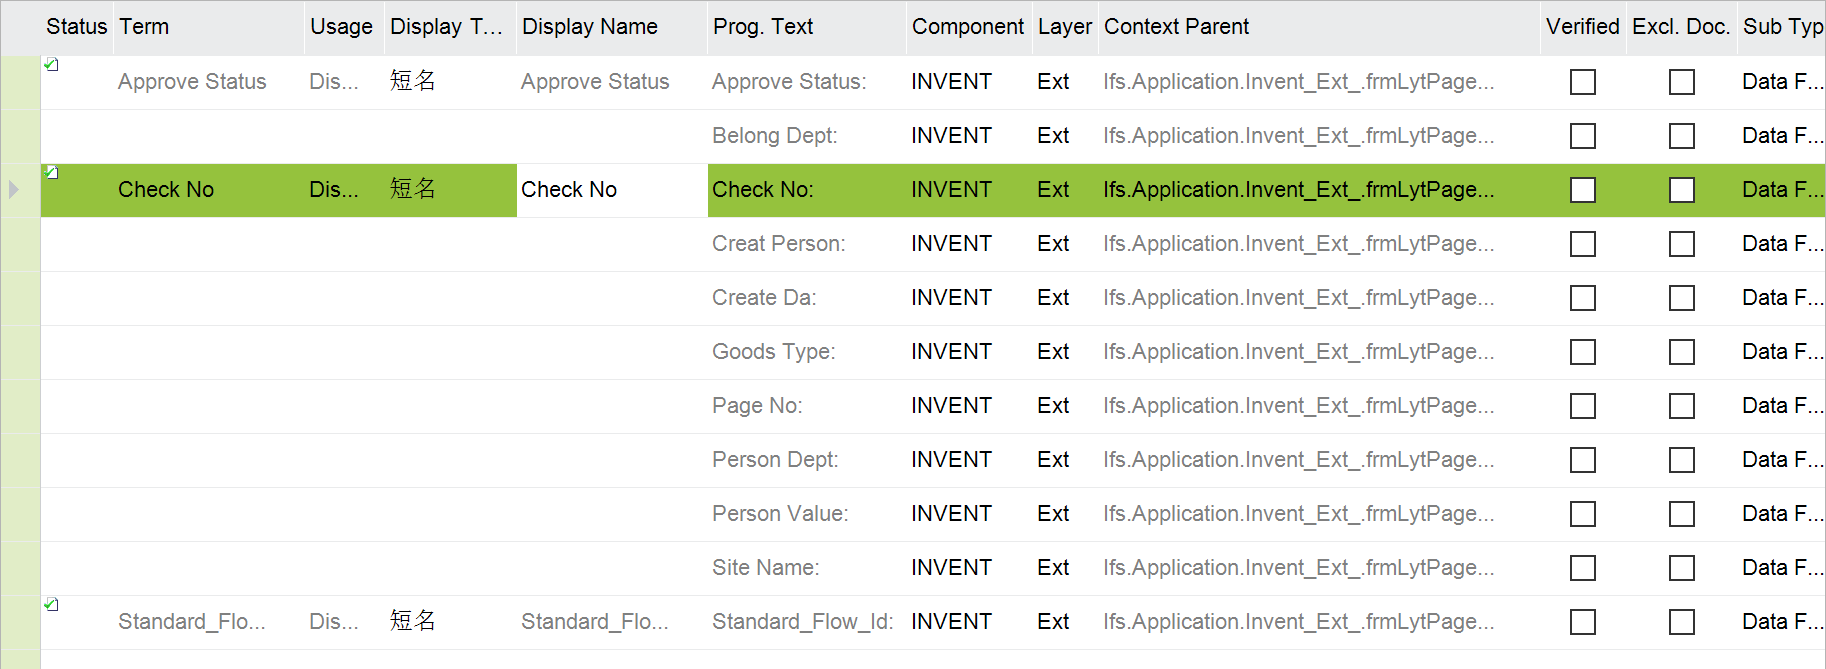 Status Term Usage Display T... Display Name Prog. Text Component Layer Context Parent Verified Excl. Doc. Sub Typ
Approve Status Dis... 短名 Approve Status Approve Status: INVENT Ext Ifs.Application.Invent_Ext_.frmLytPage... Data F...
Belong Dept: INVENT Ext Ifs.Application.Invent_Ext_.frmLytPage... Data F...
Check No Dis... 短名 Check No Check No: INVENT Ext Ifs.Application.Invent_Ext_.frmLytPage... Data F...
Creat Person: INVENT Ext Ifs.Application.Invent_Ext_.frmLytPage... Data F...
Create Da: INVENT Ext Ifs.Application.Invent_Ext_.frmLytPage... Data F...
Goods Type: INVENT Ext Ifs.Application.Invent_Ext_.frmLytPage... Data F...
Page No: INVENT Ext Ifs.Application.Invent_Ext_.frmLytPage... Data F...
Person Dept: INVENT Ext Ifs.Application.Invent_Ext_.frmLytPage... Data F...
Person Value: INVENT Ext Ifs.Application.Invent_Ext_.frmLytPage... Data F...
Site Name: INVENT Ext Ifs.Application.Invent_Ext_.frmLytPage... Data F...
Standard_Flo... Dis... 短名 Standard_Flo... Standard_Flow_Id: INVENT Ext Ifs.Application.Invent_Ext_.frmLytPage... Data F...